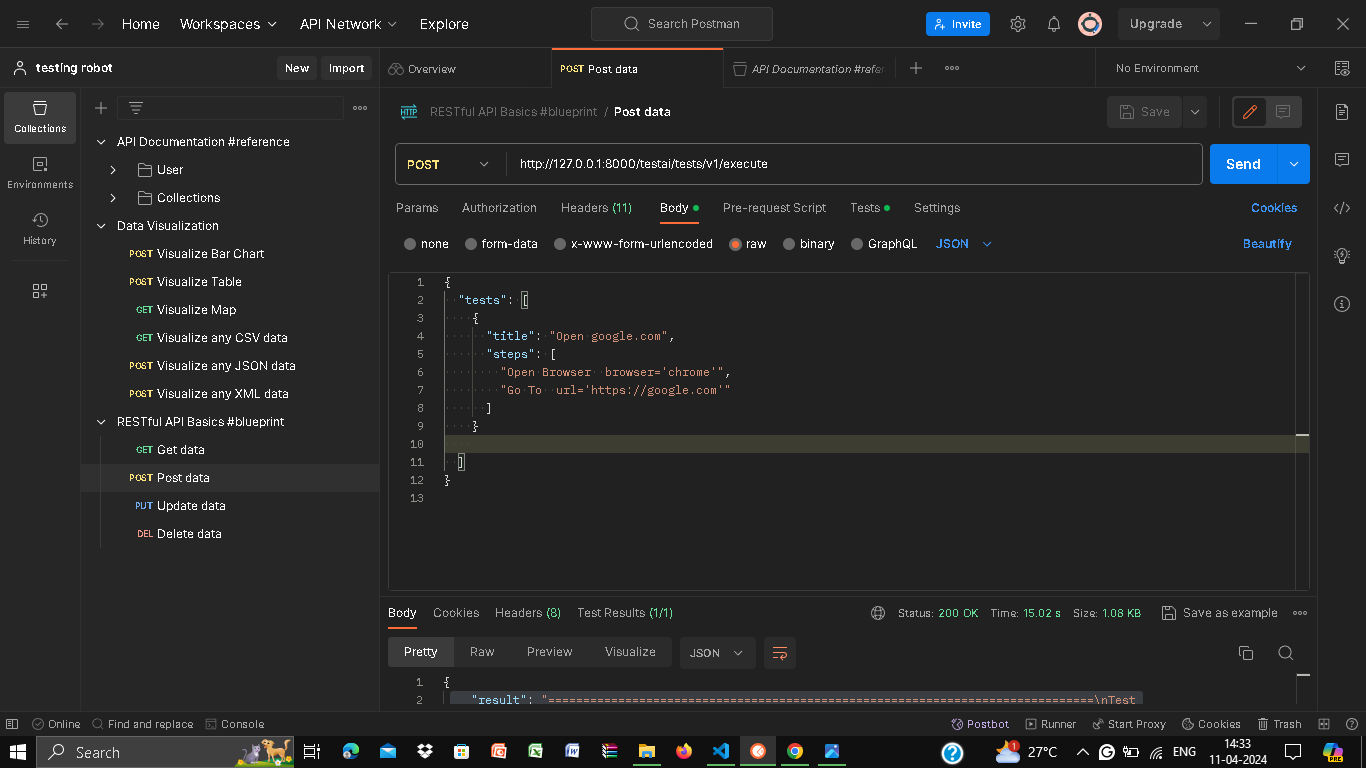 Home Workspaces API Network Explore Search Postman Invite Upgrade
testing robot New Import Overview POST Post data API Documentation #refer No Environment
Collections
Environments
History
API Documentation #reference
User
Collections
Data Visualization
POST Visualize Bar Chart
POST Visualize Table
GET Visualize Map
GET Visualize any CSV data
POST Visualize any JSON data
POST Visualize any XML data
RESTful API Basics #blueprint
GET Get data
POST Post data
PUT Update data
DEL Delete data
HTTP RESTful API Basics #blueprint / Post data Save
POST http://127.0.0.1:8000/testai/tests/v1/execute Send
Params Authorization Headers (11) Body Pre-request Script Tests Settings Cookies
none form-data x-www-form-urlencoded raw binary GraphQL JSON Beautify
1 {
2 "tests": [
3 {
4 "title": "Open google.com",
5 "steps": [
6 "Open Browser  browser='chrome'",
7 "Go To  url='https://google.com'"
8 ]
9 }
10
11 ]
12 }
13
Body Cookies Headers (8) Test Results (1/1) Status: 200 OK Time: 15.02 s Size: 1.08 KB Save as example
Pretty Raw Preview Visualize JSON
1 {
2 "result": "==============================================================================\nTest
Online Find and replace Console Postbot Runner Start Proxy Cookies Trash
Search 1 27°C ENG 14:33
11-04-2024